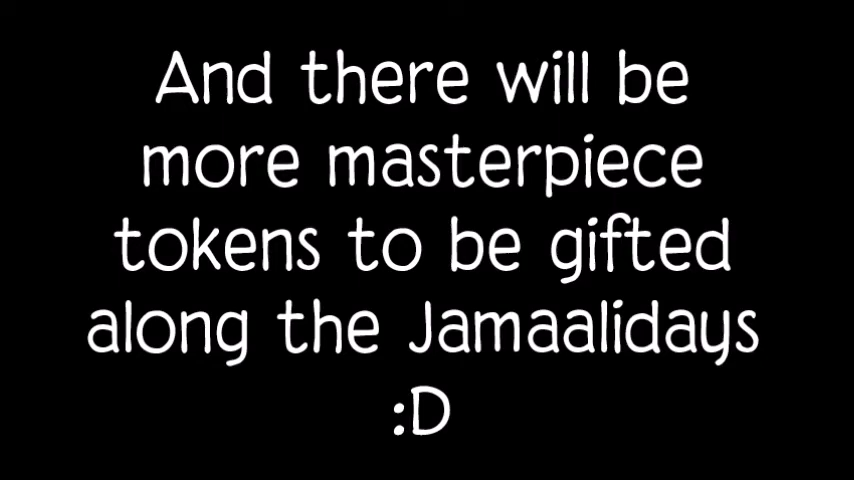 And there will be
more masterpiece
tokens to be gifted
along the Jamaalidays
:D